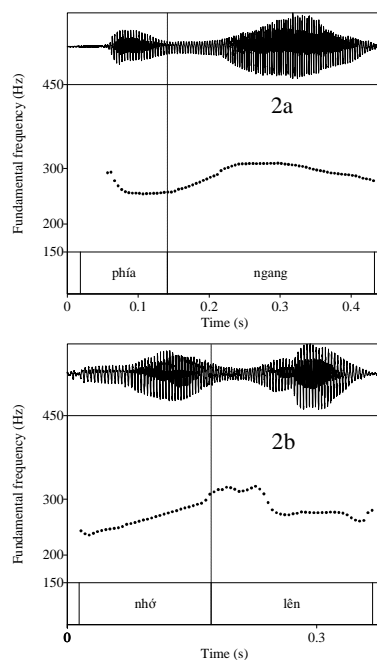 450
2a
Fundamental frequency (Hz)
300
200
150
phía ngang
0 0.1 0.2 0.3 0.4
Time (s)
450
2b
Fundamental frequency (Hz)
300
200
150
nhớ lên
0 0.3
Time (s)